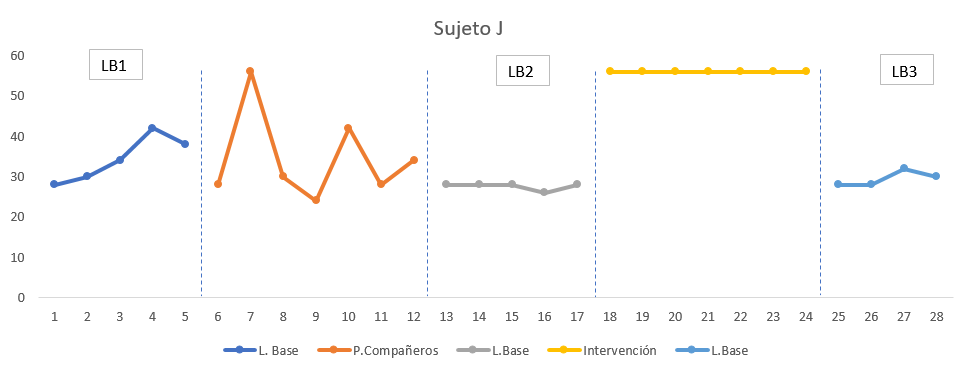 Sujeto J
LB1
LB2
LB3
60
50
40
30
20
10
0
1 2 3 4 5 6 7 8 9 10 11 12 13 14 15 16 17 18 19 20 21 22 23 24 25 26 27 28
L. Base P.Compañeros L.Base Intervención L.Base